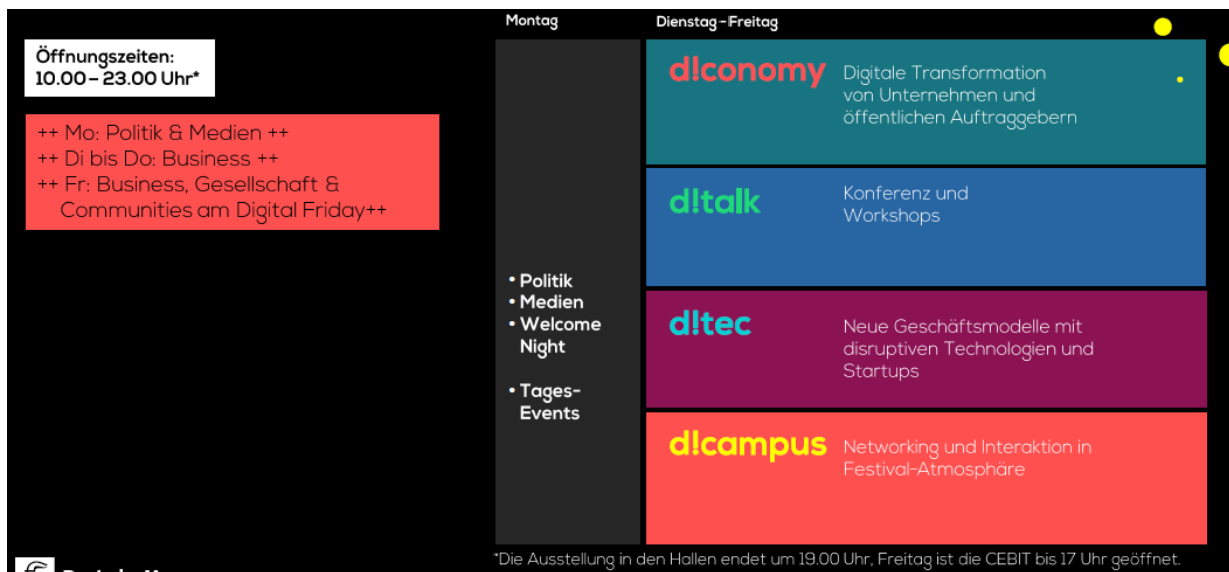 Montag
Dienstag-Freitag
Öffnungszeiten:
10.00 – 23.00 Uhr*
++ Mo: Politik & Medien ++
++ Di bis Do: Business ++
++ Fr: Business, Gesellschaft &
Communities am Digital Friday++
• Politik
• Medien
• Welcome
Night
• Tages-
Events
d!conomy
Digitale Transformation
von Unternehmen und
öffentlichen Auftraggebern
d!talk
Konferenz und
Workshops
d!tec
Neue Geschäftsmodelle mit
disruptiven Technologien und
Startups
d!campus
Networking und Interaktion in
Festival-Atmosphäre
*Die Ausstellung in den Hallen endet um 19.00 Uhr, Freitag ist die CEBIT bis 17 Uhr geöffnet.